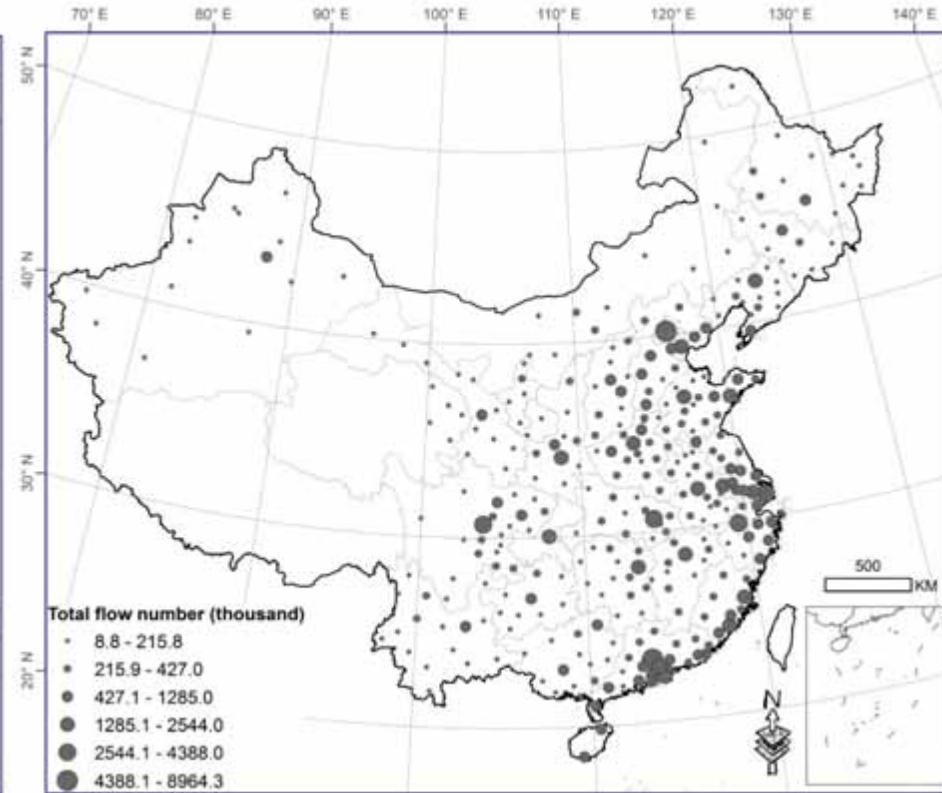 70° E 80° E 90° E 100° E 110° E 120° E 130° E 140° E
50° N
40° N
30° N
20° N
500
KM
N
Total flow number (thousand)
8.8 - 215.8
215.9 - 427.0
427.1 - 1285.0
1285.1 - 2544.0
2544.1 - 4388.0
4388.1 - 8964.3